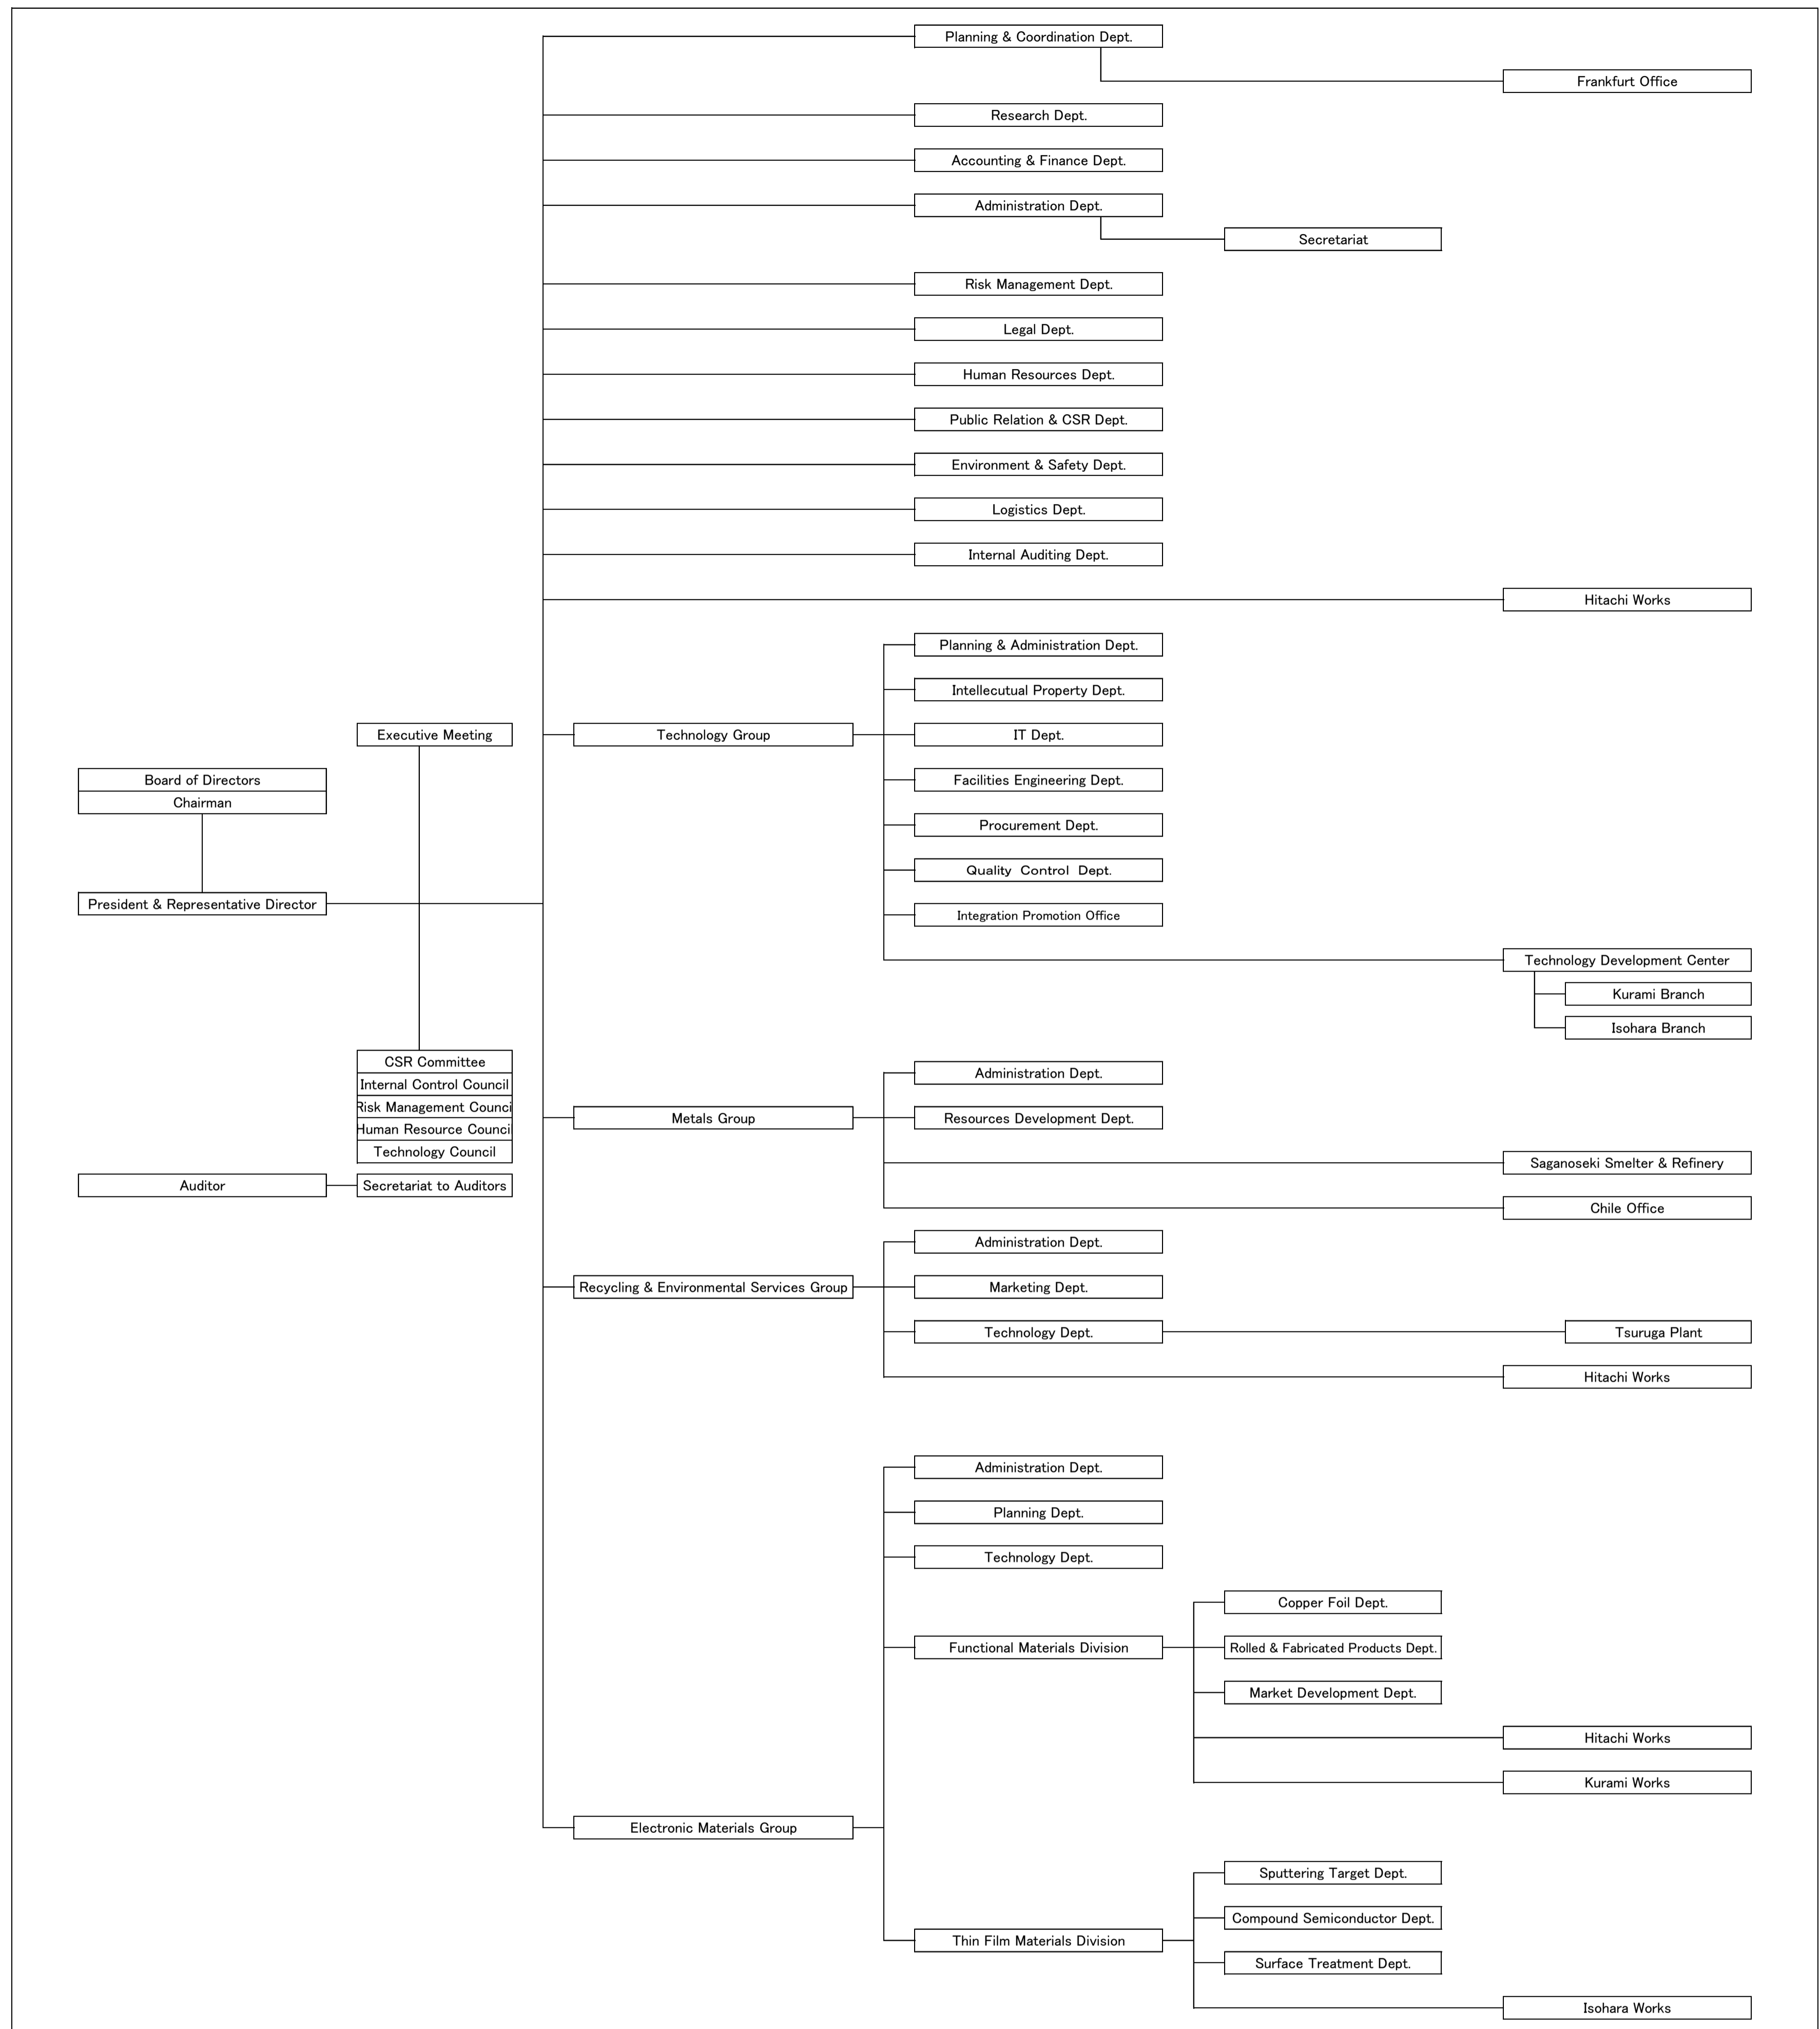 Planning & Coordination Dept.
Frankfurt Office
Research Dept.
Accounting & Finance Dept.
Administration Dept.
Secretariat
Risk Management Dept.
Legal Dept.
Human Resources Dept.
Public Relation & CSR Dept.
Environment & Safety Dept.
Logistics Dept.
Internal Auditing Dept.
Hitachi Works
Planning & Administration Dept.
Intellecutual Property Dept.
Executive Meeting
Technology Group
IT Dept.
Board of Directors
Chairman
Facilities Engineering Dept.
Procurement Dept.
Quality Control Dept.
President & Representative Director
Integration Promotion Office
Technology Development Center
Kurami Branch
Isohara Branch
CSR Committee
Internal Control Council
Risk Management Counci
Human Resource Council
Technology Council
Administration Dept.
Metals Group
Resources Development Dept.
Saganoseki Smelter & Refinery
Auditor
Secretariat to Auditors
Chile Office
Administration Dept.
Recycling & Environmental Services Group
Marketing Dept.
Technology Dept.
Tsuruga Plant
Hitachi Works
Administration Dept.
Planning Dept.
Technology Dept.
Copper Foil Dept.
Functional Materials Division
Rolled & Fabricated Products Dept.
Market Development Dept.
Hitachi Works
Kurami Works
Electronic Materials Group
Sputtering Target Dept.
Compound Semiconductor Dept.
Thin Film Materials Division
Surface Treatment Dept.
Isohara Works